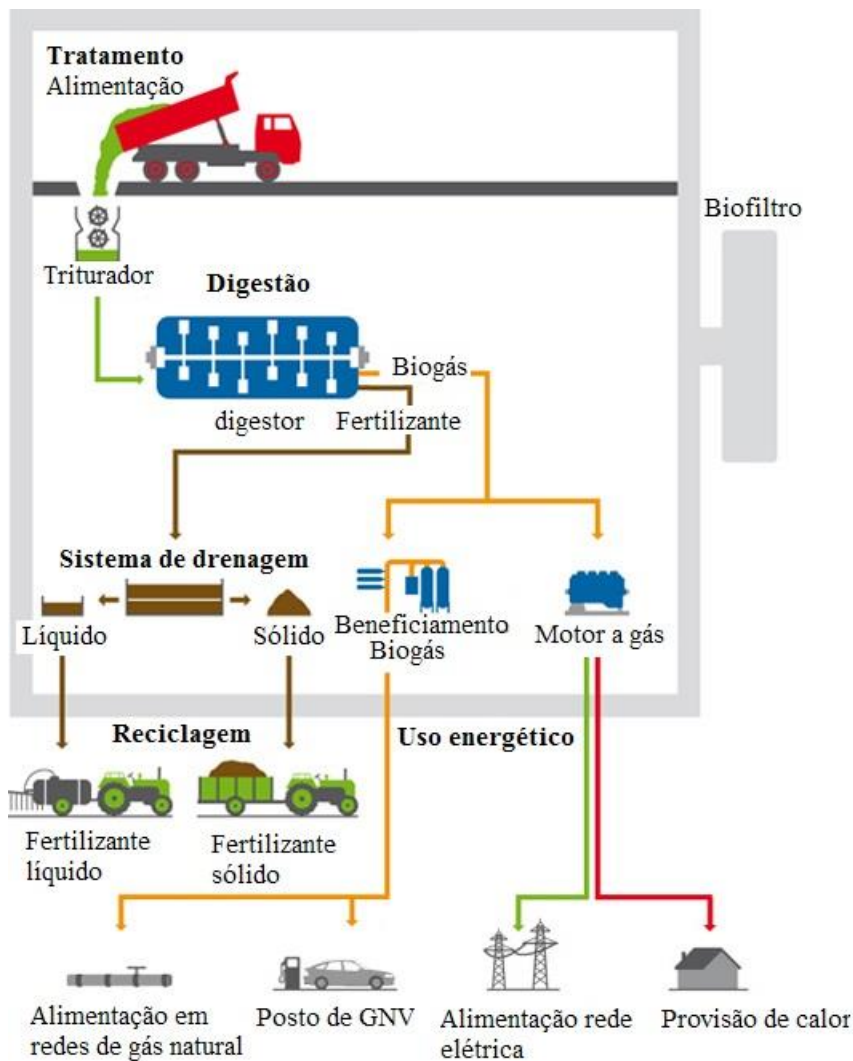 Tratamento
Alimentação
Biofiltro
Triturador
Digestão
Biogás
digestor
Fertilizante
Sistema de drenagem
Líquido
Sólido
Beneficiamento
Biogás
Motor a gás
Reciclagem
Uso energético
Fertilizante
líquido
Fertilizante
sólido
Alimentação em
redes de gás natural
Posto de GNV
Alimentação rede
elétrica
Provisão de calor